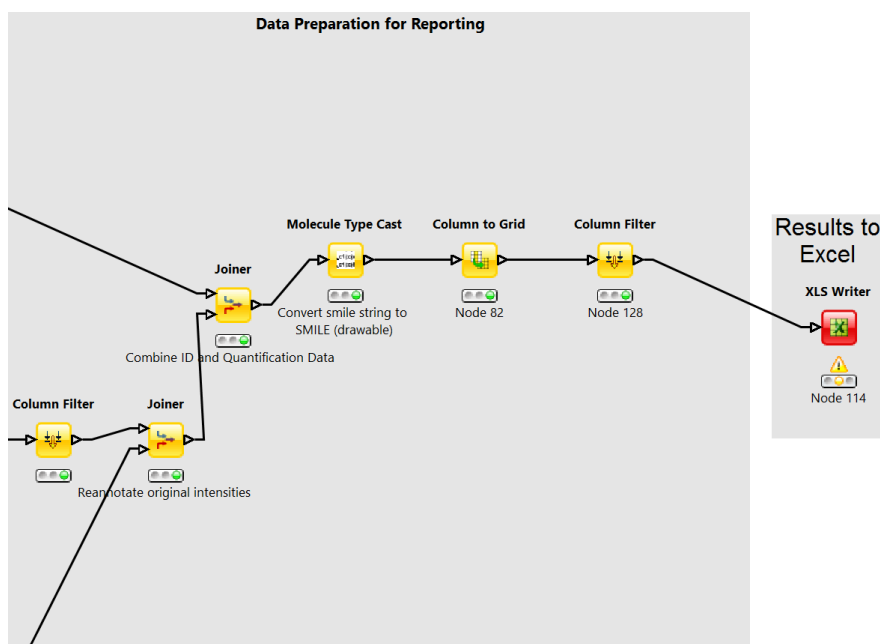 Data Preparation for Reporting
Molecule Type Cast
Column to Grid
Column Filter
Results to
Excel
Joiner
XLS Writer
Convert smile string to
SMILE (drawable)
Node 82
Node 128
Combine ID and Quantification Data
Node 114
Column Filter
Joiner
Reannotate original intensities